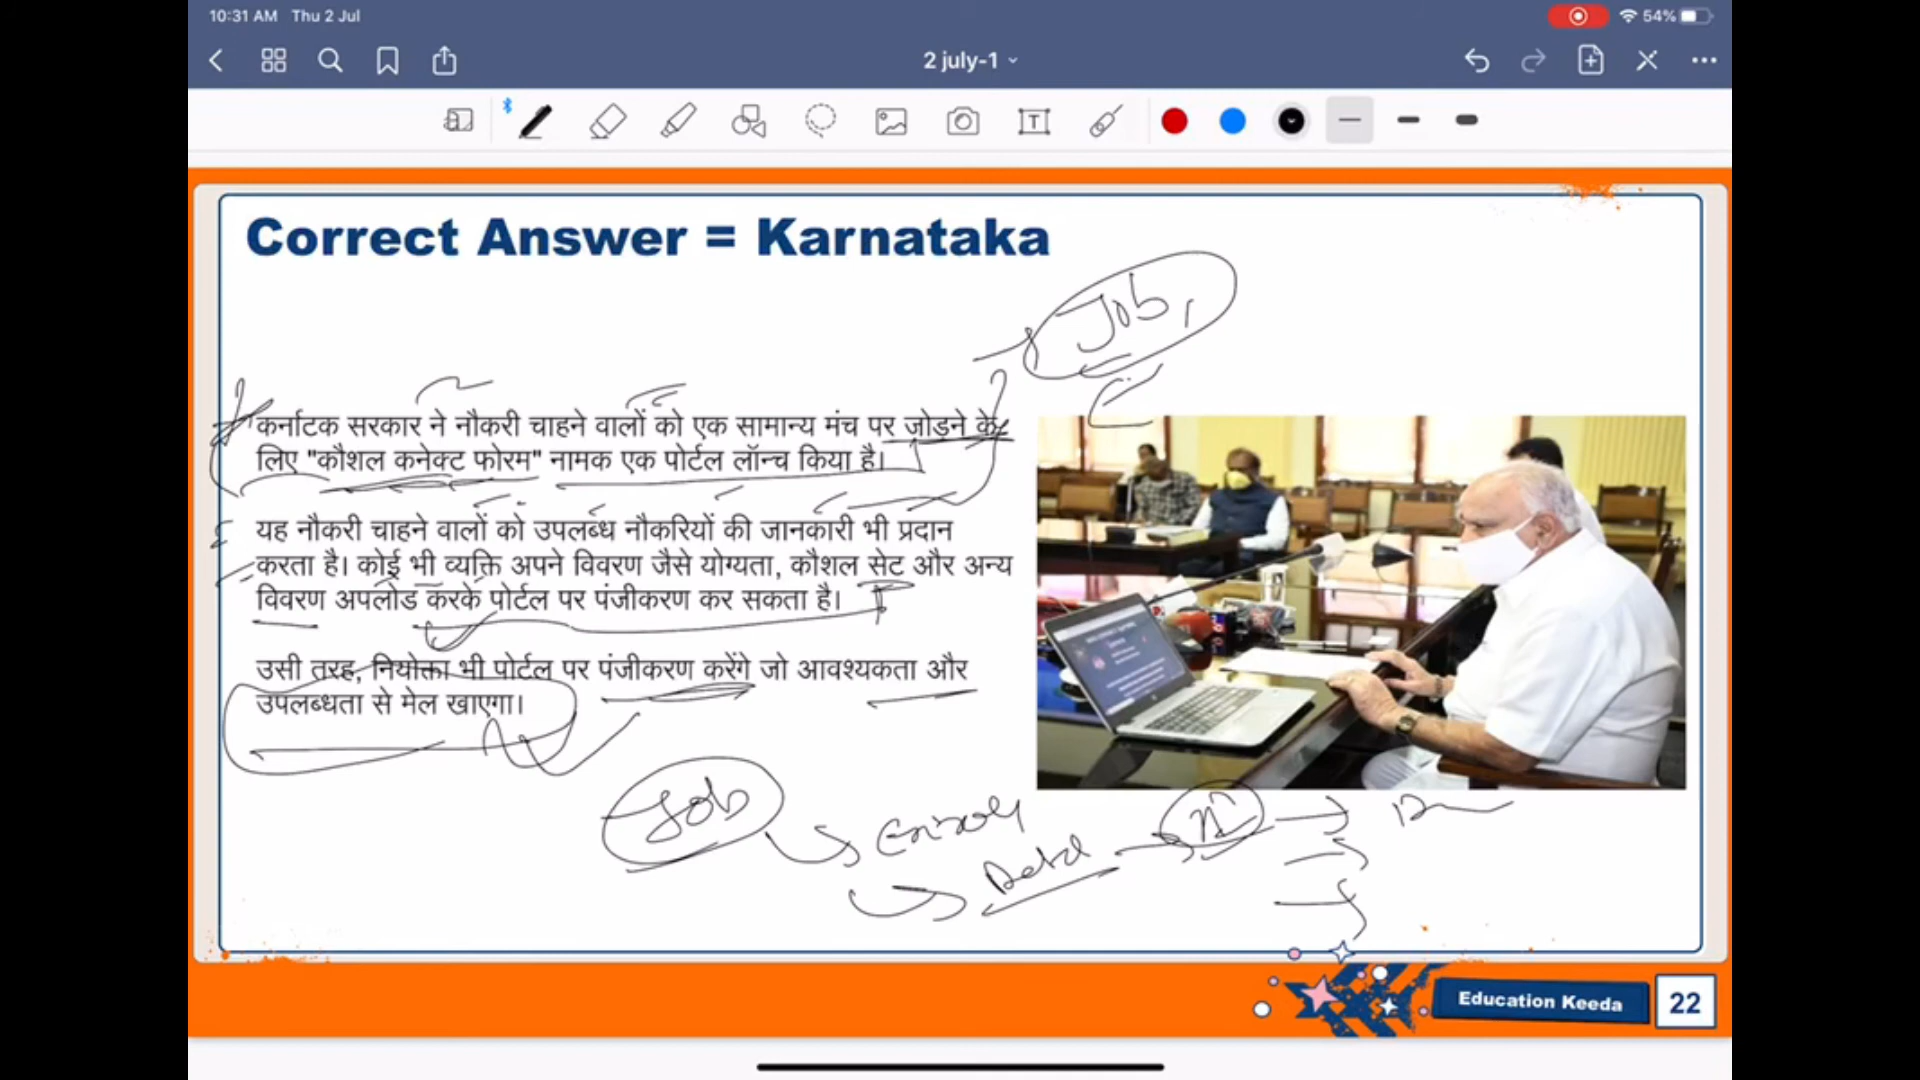 10:31 AM Thu 2 Jul
54%
2 july-1
T
Correct Answer = Karnataka
Job,
कर्नाटक सरकार ने नौकरी चाहने वालों को एक सामान्य मंच पर जोड़ने के
लिए "कौशल कनेक्ट फोरम" नामक एक पोर्टल लॉन्च किया है।
यह नौकरी चाहने वालों को उपलब्ध नौकरियों की जानकारी भी प्रदान
करता है। कोई भी व्यक्ति अपने विवरण जैसे योग्यता, कौशल सेट और अन्य
विवरण अपलोड करके पोर्टल पर पंजीकरण कर सकता है।
उसी तरह, नियोक्ता भी पोर्टल पर पंजीकरण करेंगे जो आवश्यकता और
उपलब्धता से मेल खाएगा।
Job
Education Keeda
22